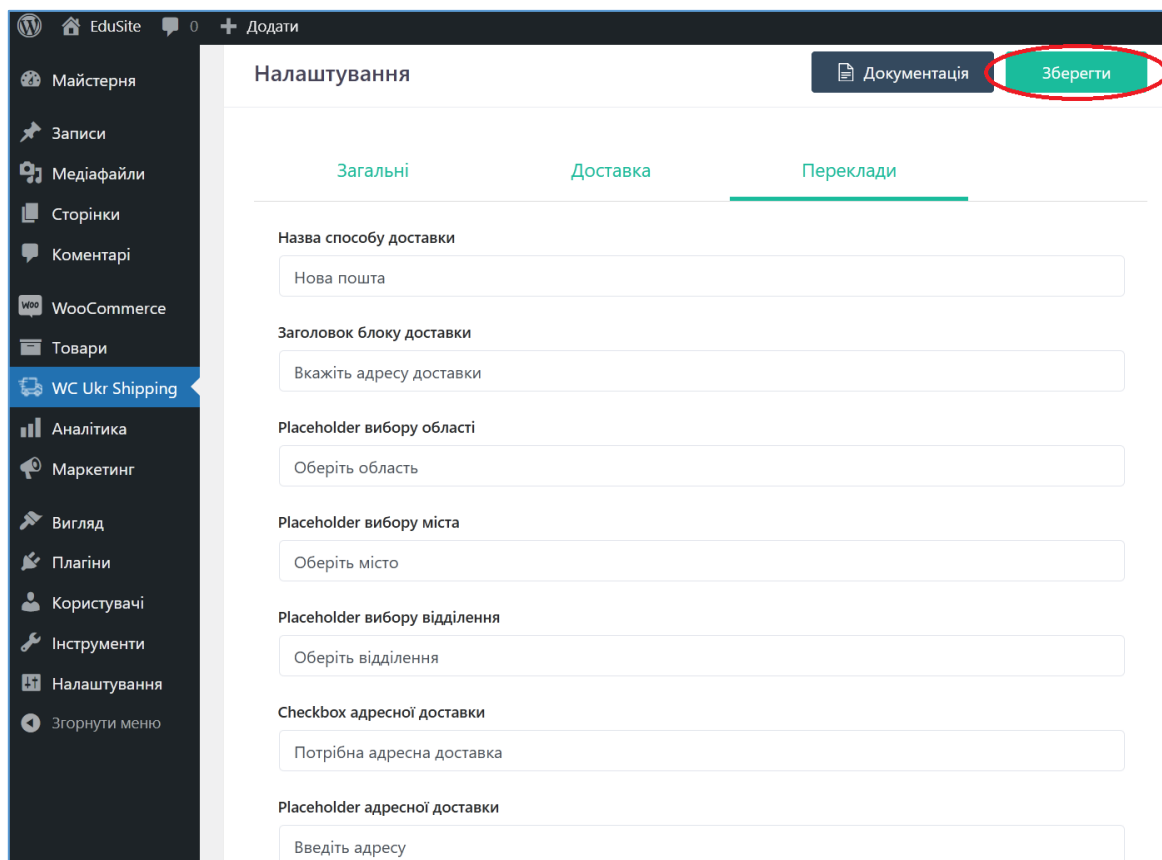 EduSite 0 Додати
Майстерня
Записи
Медіафайли
Сторінки
Коментарі
WOO WooCommerce
Товари
WC Ukr Shipping
Аналітика
Маркетинг
Вигляд
Плагіни
Користувачі
Інструменти
Налаштування
Згорнути меню
Налаштування
Документація
Зберегти
Загальні Доставка Переклади
Назва способу доставки
Нова пошта
Заголовок блоку доставки
Вкажіть адресу доставки
Placeholder вибору області
Оберіть область
Placeholder вибору міста
Оберіть місто
Placeholder вибору відділення
Оберіть відділення
Checkbox адресної доставки
Потрібна адресна доставка
Placeholder адресної доставки
Введіть адресу